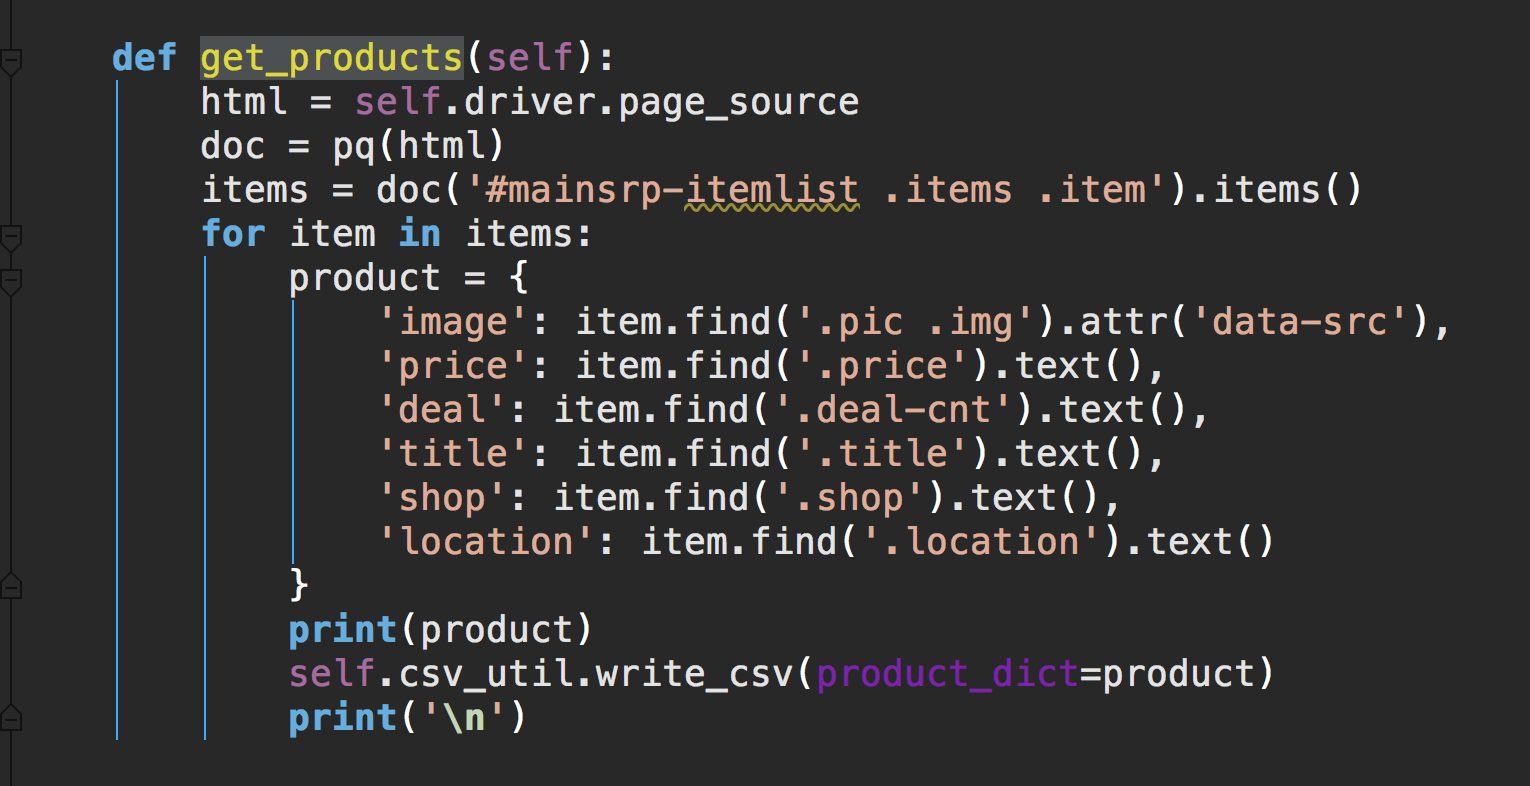 def get_products(self):
html = self.driver.page_source
doc = pq(html)
items = doc('#mainsrp-itemlist .items .item').items()
for item in items:
product = {
'image': item.find('.pic .img').attr('data-src'),
'price': item.find('.price').text(),
'deal': item.find('.deal-cnt').text(),
'title': item.find('.title').text(),
'shop': item.find('.shop').text(),
'location': item.find('.location').text()
}
print(product)
self.csv_util.write_csv(product_dict=product)
print('\n')